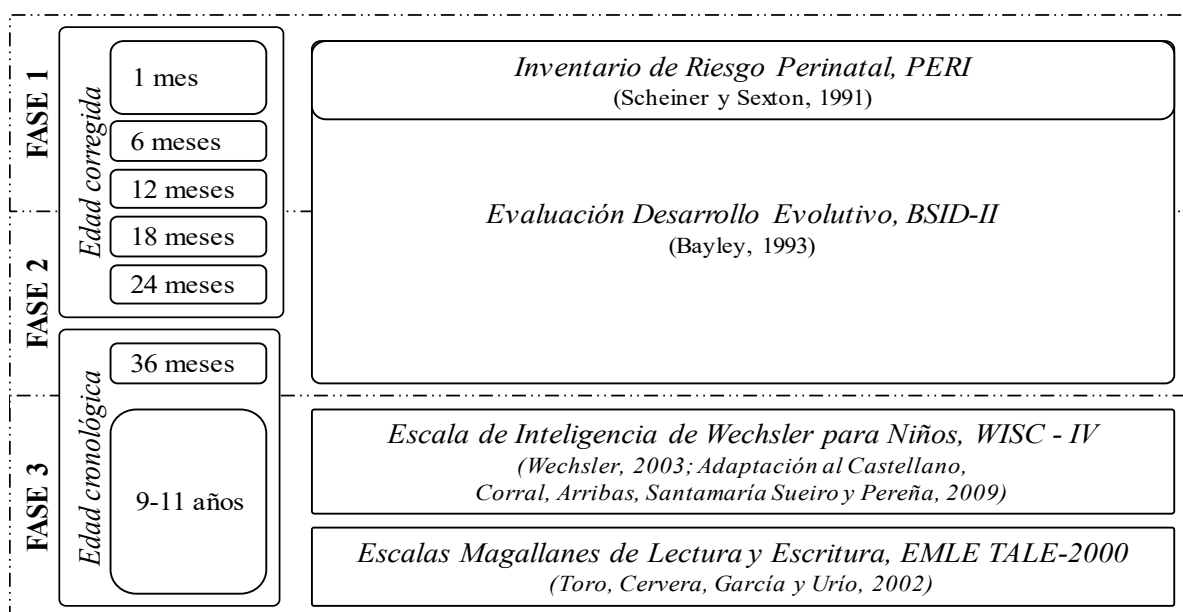 FASE 1
Edad corregida
1 mes
6 meses
12 meses
Inventario de Riesgo Perinatal, PERI
(Scheiner y Sexton, 1991)
Evaluación Desarrollo Evolutivo, BSID-II
(Bayley, 1993)
FASE 2
18 meses
24 meses
Edad cronológica
36 meses
FASE 3
9-11 años
Escala de Inteligencia de Wechsler para Niños, WISC - IV
(Wechsler, 2003; Adaptación al Castellano,
Corral, Arribas, Santamaría Sueiro y Pereña, 2009)
Escalas Magallanes de Lectura y Escritura, EMLE TALE-2000
(Toro, Cervera, García y Urío, 2002)